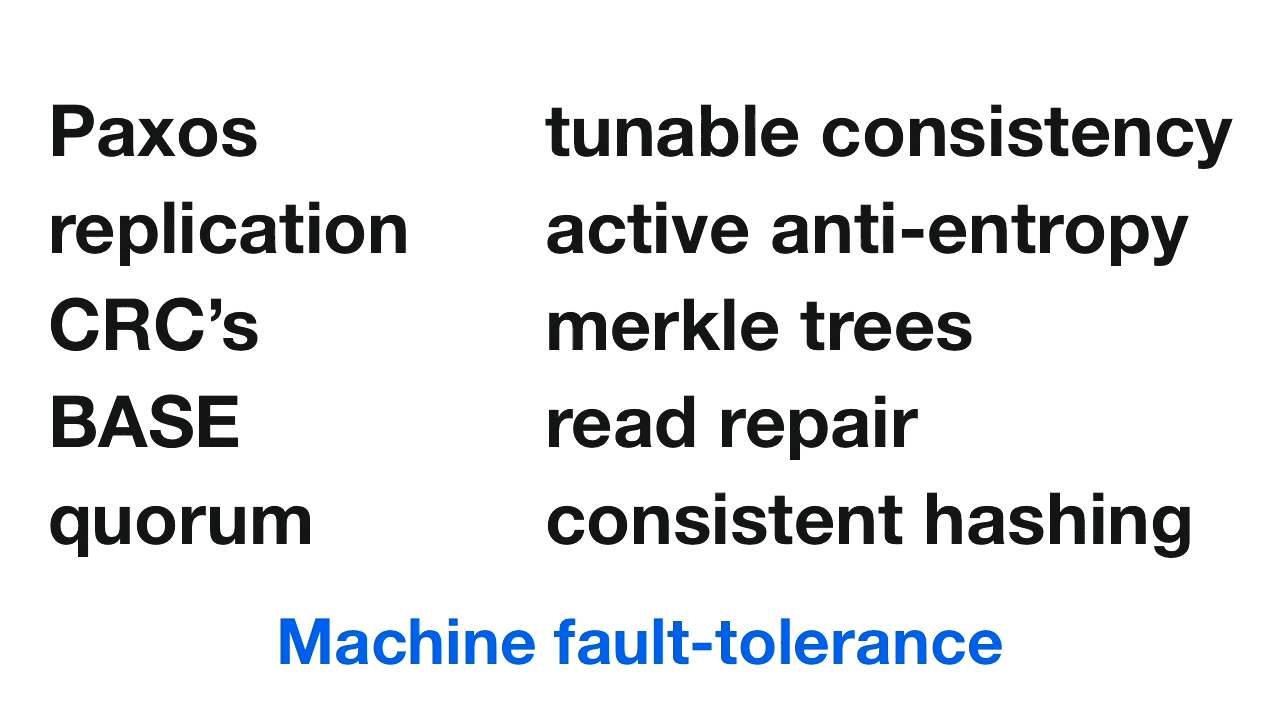 Paxos
replication
CRC’s
BASE
quorum
tunable consistency
active anti-entropy
merkle trees
read repair
consistent hashing
Machine fault-tolerance